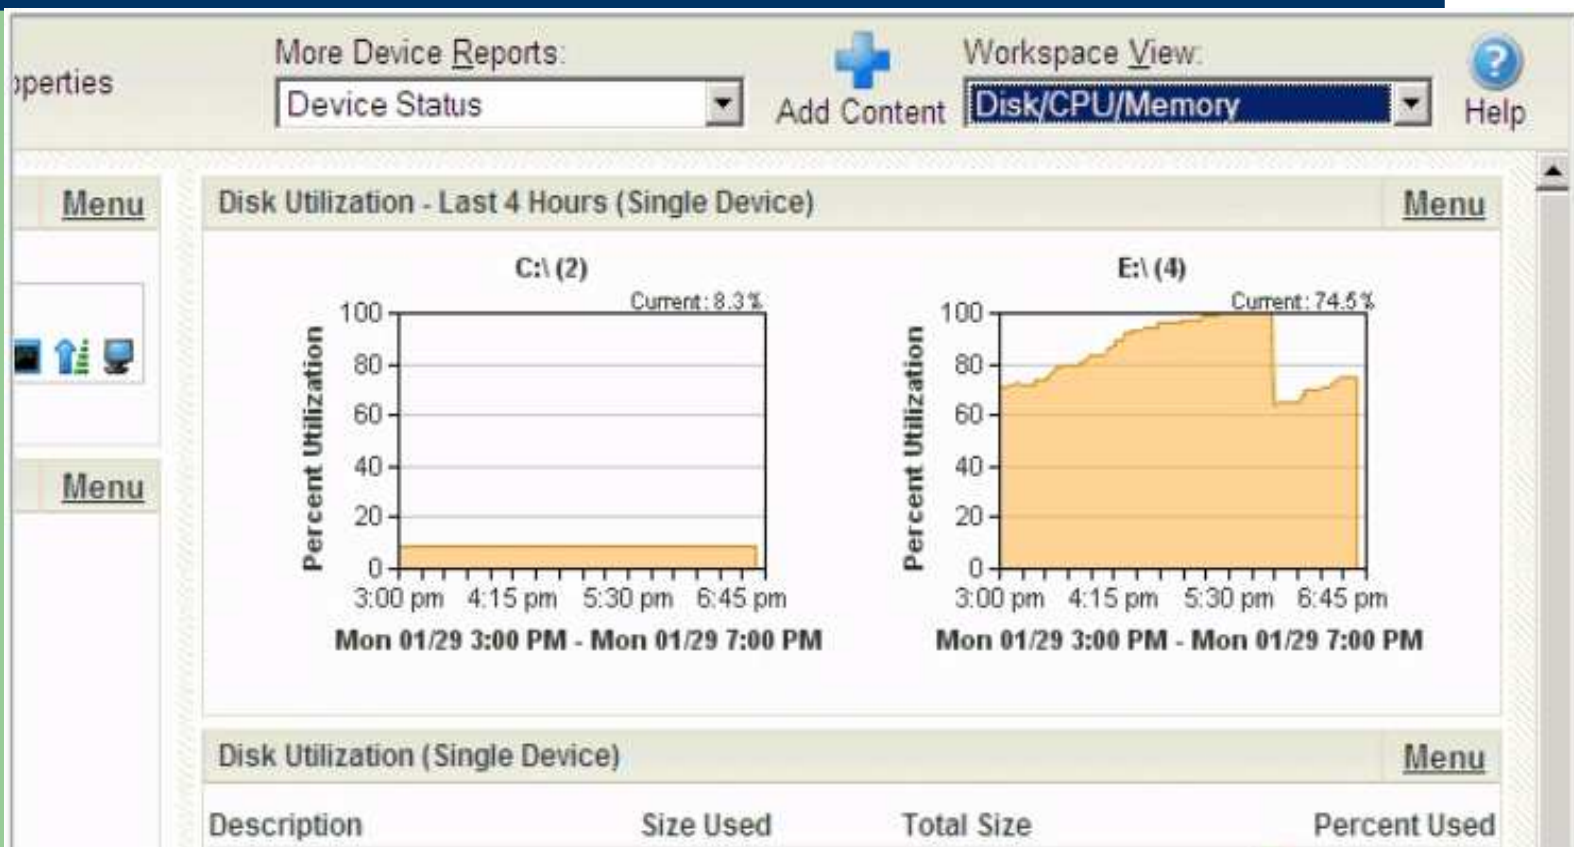 operties
More Device Reports:
Device Status
Add Content
Workspace View:
Disk/CPU/Memory
Help
Menu
Menu
Disk Utilization - Last 4 Hours (Single Device)
Menu
C:\ (2)
Current: 8.3%
Percent Utilization
100
80
60
40
20
0
3:00 pm 4:15 pm 5:30 pm 6:45 pm
Mon 01/29 3:00 PM - Mon 01/29 7:00 PM
E:\ (4)
Current: 74.5%
Percent Utilization
100
80
60
40
20
0
3:00 pm 4:15 pm 5:30 pm 6:45 pm
Mon 01/29 3:00 PM - Mon 01/29 7:00 PM
Disk Utilization (Single Device)
Menu
Description Size Used Total Size Percent Used